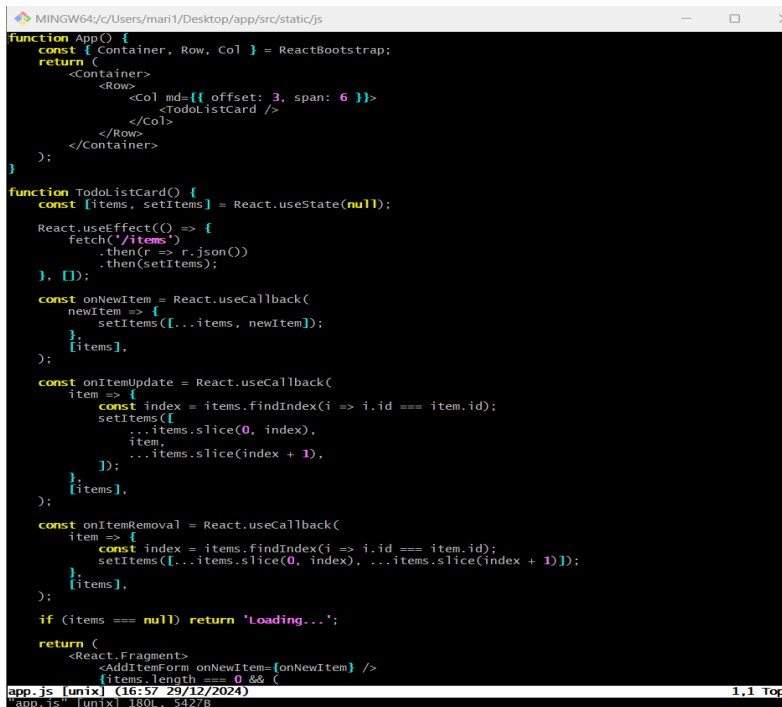 MINGW64:/c/Users/mari1/Desktop/app/src/static/js
function App() {
    const { Container, Row, Col } = ReactBootstrap;
    return (
        <Container>
            <Row>
                <Col md={{ offset: 3, span: 6 }}>
                    <TodoListCard />
                </Col>
            </Row>
        </Container>
    );
}
function TodoListCard() {
    const [items, setItems] = React.useState(null);
    React.useEffect(() => {
        fetch('/items')
            .then(r => r.json())
            .then(setItems);
    }, []);
    const onNewItem = React.useCallback(
        newItem => {
            setItems([...items, newItem]);
        },
        [items],
    );
    const onItemUpdate = React.useCallback(
        item => {
            const index = items.findIndex(i => i.id === item.id);
            setItems([
                ...items.slice(0, index),
                item,
                ...items.slice(index + 1),
            ]);
        },
        [items],
    );
    const onItemRemoval = React.useCallback(
        item => {
            const index = items.findIndex(i => i.id === item.id);
            setItems([...items.slice(0, index), ...items.slice(index + 1)]);
        },
        [items],
    );
    if (items === null) return 'Loading...';
    return (
        <React.Fragment>
            <AddItemForm onNewItem={onNewItem} />
            {items.length === 0 && (
app.js [unix] (16:57 29/12/2024) 1,1 Top
"app.js" [unix] 180L, 5427B